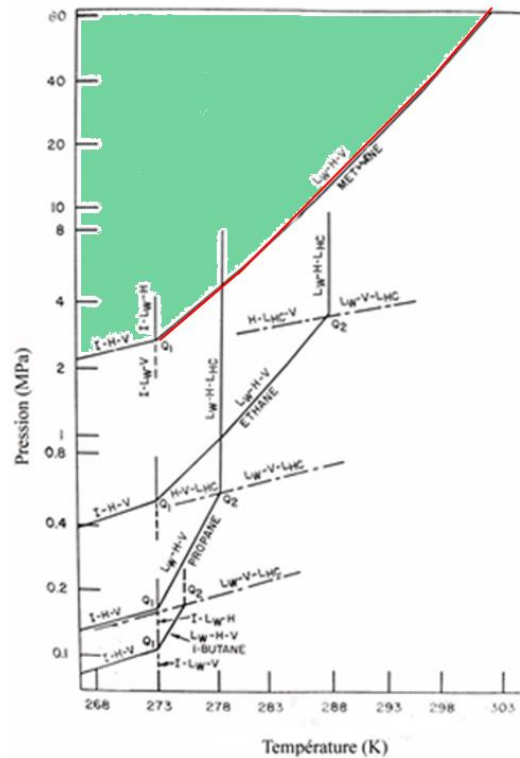 60
40
20
10
8
4
2
1
0.8
0.4
0.2
0.1
Pression (MPa)
LW-H-V
METHANE
I-LW-H
I-H-V
Q1
I-LW-V
LW-H-LHC
LW-H-LHC
H-LHC-V
LW-V-LHC
Q2
LW-H-V
ETHANE
I-H-V
Q1
H-V-LHC
LW-V-LHC
Q2
LW-H-V
PROPANE
I-H-V
Q1
Q2
LW-V-LHC
I-LW-H
I-H-V
Q1
LW-H-V
i-BUTANE
I-LW-V
268
273
278
283
288
293
298
303
Température (K)